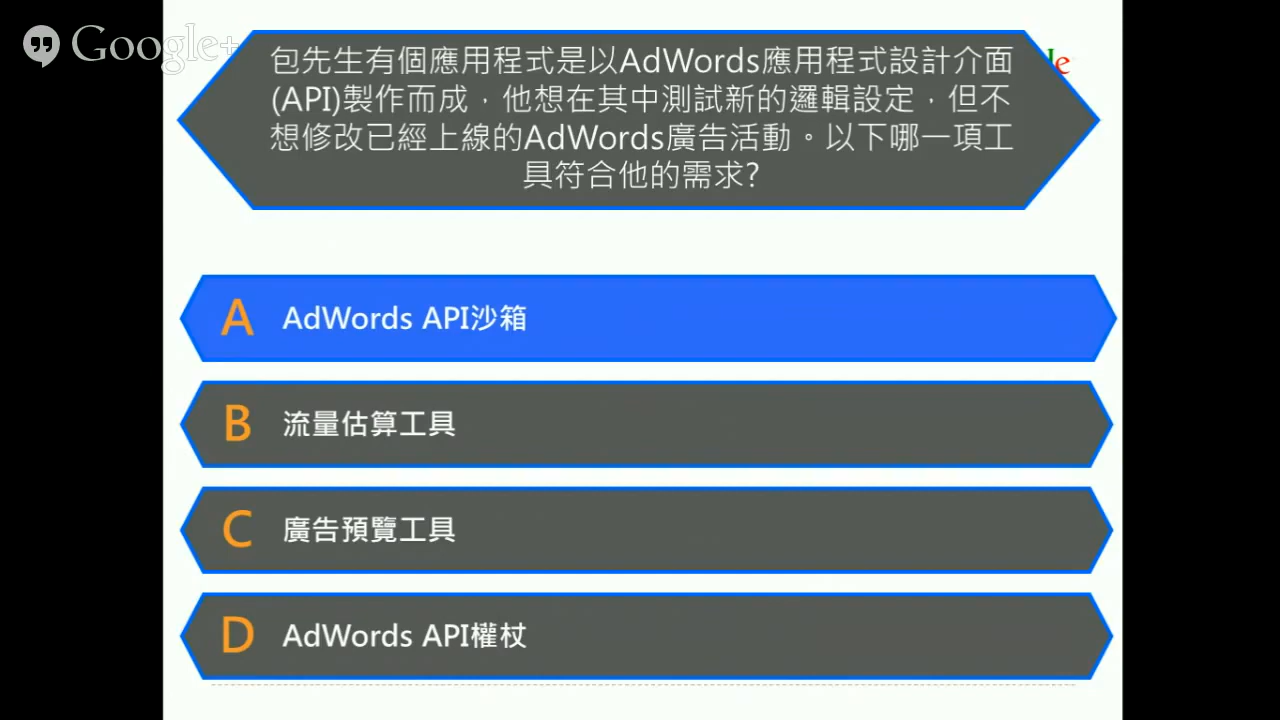 Google+
包先生有個應用程式是以AdWords應用程式設計介面
(API)製作而成，他想在其中測試新的邏輯設定，但不
想修改已經上線的AdWords廣告活動。以下哪一項工
具符合他的需求?
A AdWords API沙箱
B 流量估算工具
C 廣告預覽工具
D AdWords API權杖